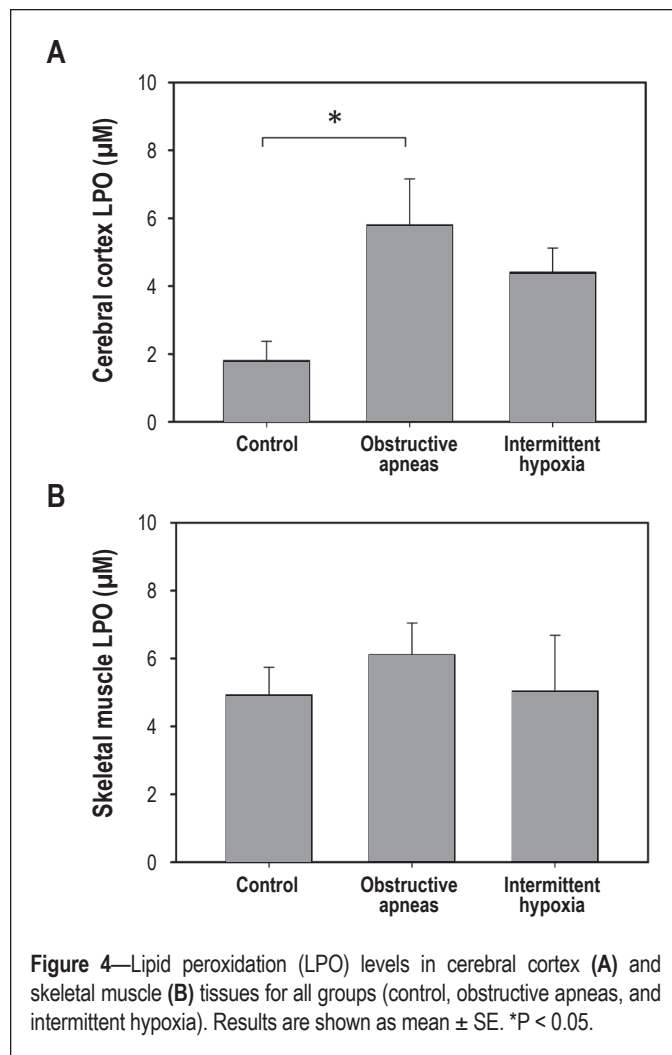 A
Cerebral cortex LPO (µM)
10
8
6
4
2
0
*
Control
Obstructive
apneas
Intermittent
hypoxia
B
Skeletal muscle LPO (µM)
10
8
6
4
2
0
Control
Obstructive
apneas
Intermittent
hypoxia
Figure 4—Lipid peroxidation (LPO) levels in cerebral cortex (A) and
skeletal muscle (B) tissues for all groups (control, obstructive apneas, and
intermittent hypoxia). Results are shown as mean ± SE. *P < 0.05.